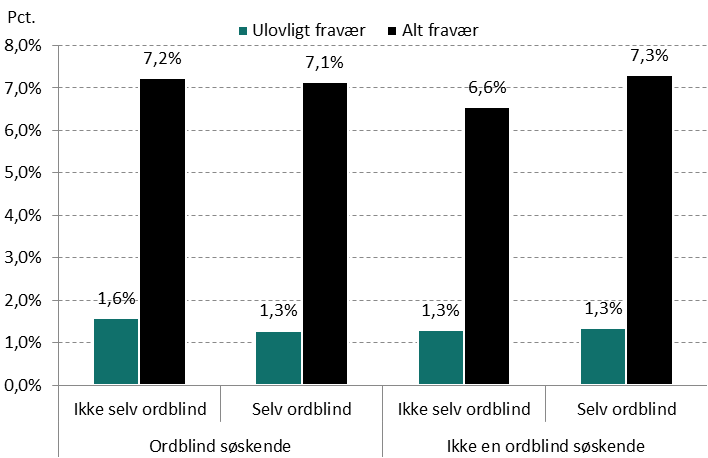 Pct.
Ulovligt fravær Alt fravær
8,0%
7,0%
6,0%
5,0%
4,0%
3,0%
2,0%
1,0%
0,0%
7,2% 7,1% 6,6% 7,3%
1,6% 1,3% 1,3% 1,3%
Ikke selv ordblind Selv ordblind Ikke selv ordblind Selv ordblind
Ordblind søskende Ikke en ordblind søskende